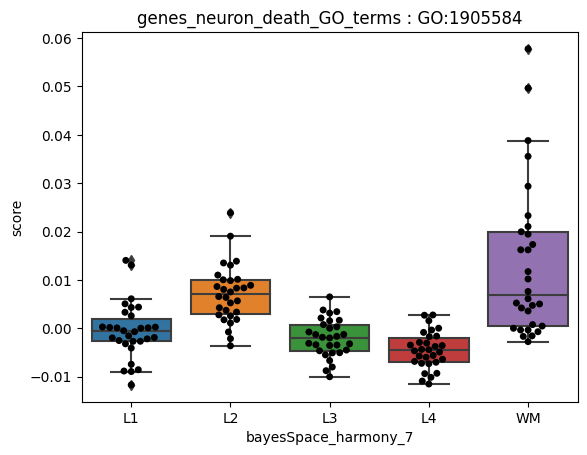 genes_neuron_death_GO_terms : GO:1905584
0.06
0.05
0.04
0.03
0.02
0.01
0.00
−0.01
score
L1 L2 L3 L4 WM
bayesSpace_harmony_7